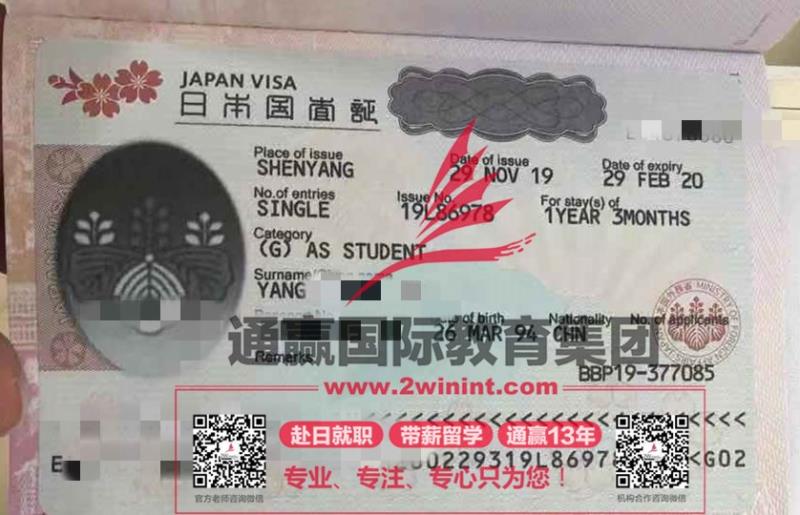 JAPAN VISA
日本国査証
Place of issue
SHENYANG
Date of issue
29 NOV 19
Date of expiry
29 FEB 20
No.of entries
SINGLE
Issue No.
19L86978
For stay(s) of
1YEAR 3MONTHS
Category
(G) AS STUDENT
Surname/
YANG
of birth
26 MAR 94
Nationality
CHN
No. of applicants
通赢国际教育集团
Remarks
BBP19-377085
www.2winint.com
赴日就职 带薪留学 通赢13年
专业、专注、专心只为您！
官方老师咨询微信
机构合作咨询微信